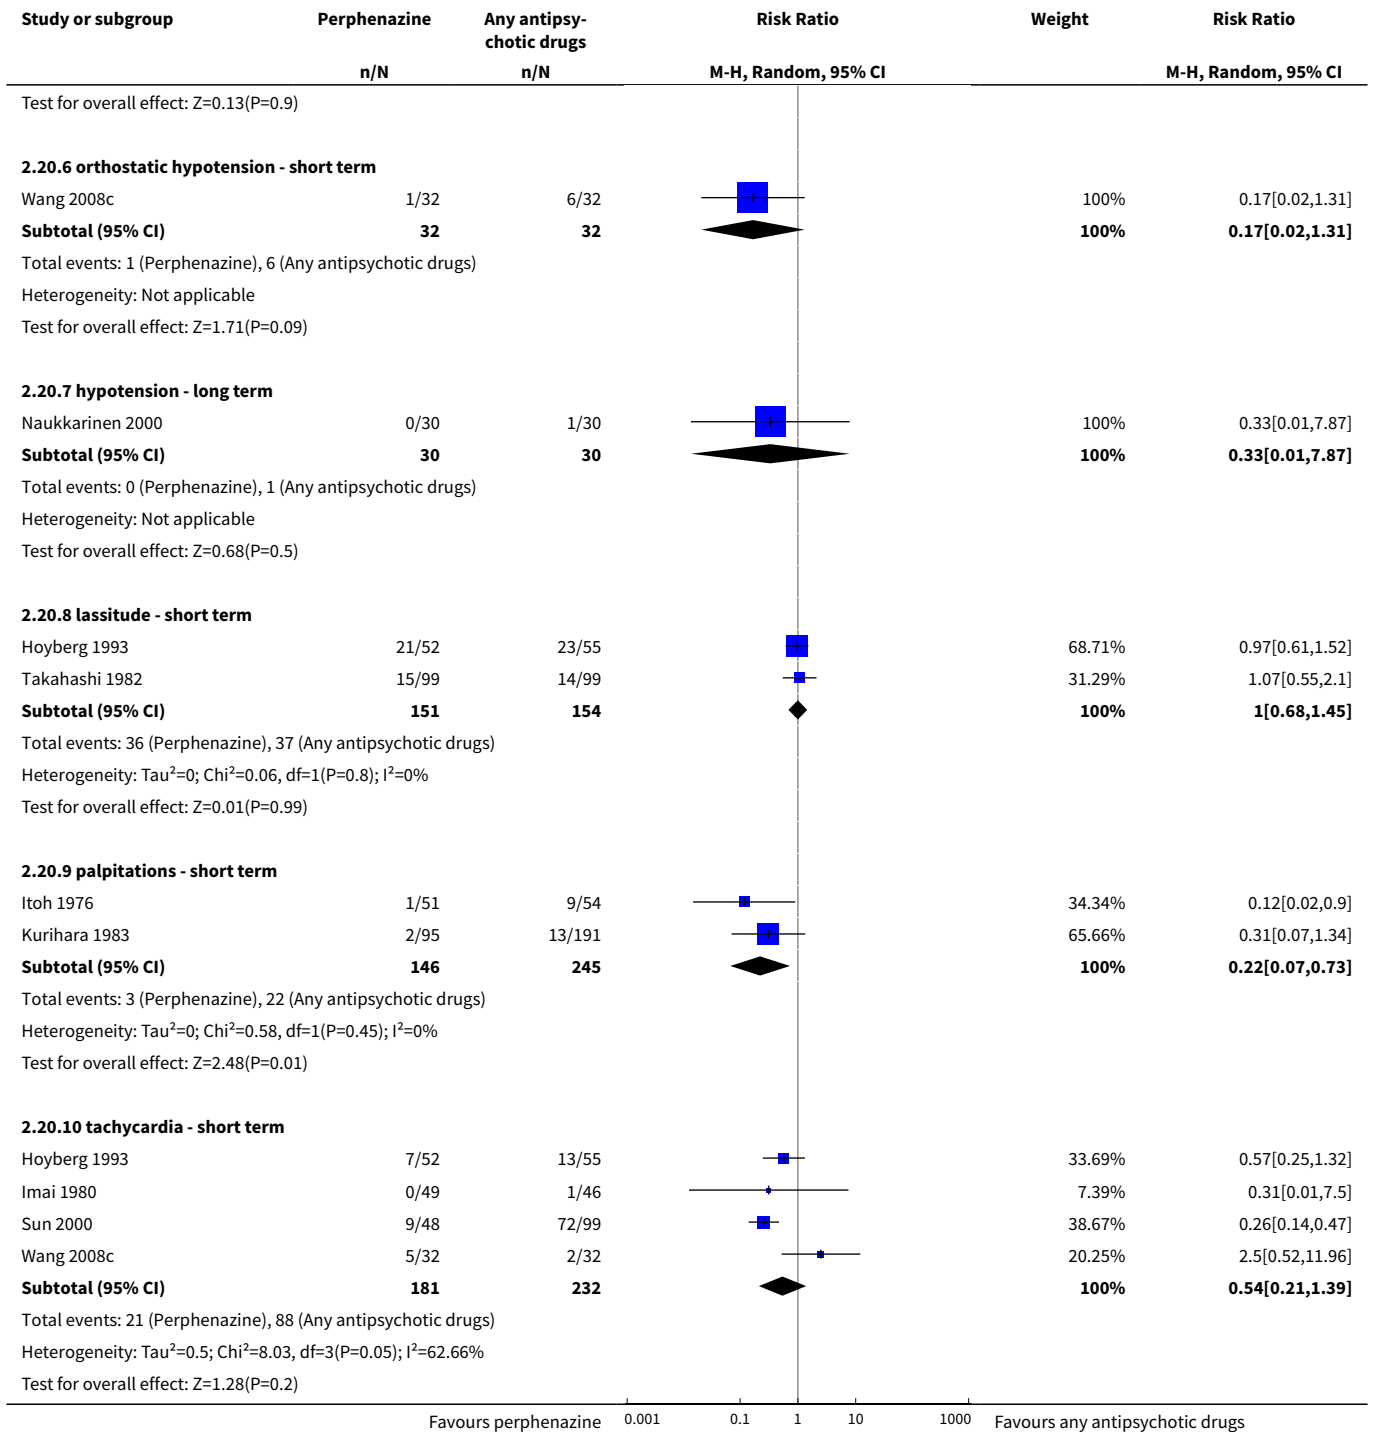 Study or subgroup Perphenazine Any antipsy- Risk Ratio Weight Risk Ratio
chotic drugs
n/N n/N M-H, Random, 95% CI M-H, Random, 95% CI
Test for overall effect: Z=0.13(P=0.9)
2.20.6 orthostatic hypotension - short term
Wang 2008c 1/32 6/32 100% 0.17[0.02,1.31]
Subtotal (95% CI) 32 32 100% 0.17[0.02,1.31]
Total events: 1 (Perphenazine), 6 (Any antipsychotic drugs)
Heterogeneity: Not applicable
Test for overall effect: Z=1.71(P=0.09)
2.20.7 hypotension - long term
Naukkarinen 2000 0/30 1/30 100% 0.33[0.01,7.87]
Subtotal (95% CI) 30 30 100% 0.33[0.01,7.87]
Total events: 0 (Perphenazine), 1 (Any antipsychotic drugs)
Heterogeneity: Not applicable
Test for overall effect: Z=0.68(P=0.5)
2.20.8 lassitude - short term
Hoyberg 1993 21/52 23/55 68.71% 0.97[0.61,1.52]
Takahashi 1982 15/99 14/99 31.29% 1.07[0.55,2.1]
Subtotal (95% CI) 151 154 100% 1[0.68,1.45]
Total events: 36 (Perphenazine), 37 (Any antipsychotic drugs)
Heterogeneity: Tau²=0; Chi²=0.06, df=1(P=0.8); I²=0%
Test for overall effect: Z=0.01(P=0.99)
2.20.9 palpitations - short term
Itoh 1976 1/51 9/54 34.34% 0.12[0.02,0.9]
Kurihara 1983 2/95 13/191 65.66% 0.31[0.07,1.34]
Subtotal (95% CI) 146 245 100% 0.22[0.07,0.73]
Total events: 3 (Perphenazine), 22 (Any antipsychotic drugs)
Heterogeneity: Tau²=0; Chi²=0.58, df=1(P=0.45); I²=0%
Test for overall effect: Z=2.48(P=0.01)
2.20.10 tachycardia - short term
Hoyberg 1993 7/52 13/55 33.69% 0.57[0.25,1.32]
Imai 1980 0/49 1/46 7.39% 0.31[0.01,7.5]
Sun 2000 9/48 72/99 38.67% 0.26[0.14,0.47]
Wang 2008c 5/32 2/32 20.25% 2.5[0.52,11.96]
Subtotal (95% CI) 181 232 100% 0.54[0.21,1.39]
Total events: 21 (Perphenazine), 88 (Any antipsychotic drugs)
Heterogeneity: Tau²=0.5; Chi²=8.03, df=3(P=0.05); I²=62.66%
Test for overall effect: Z=1.28(P=0.2)
Favours perphenazine 0.001 0.1 1 10 1000 Favours any antipsychotic drugs